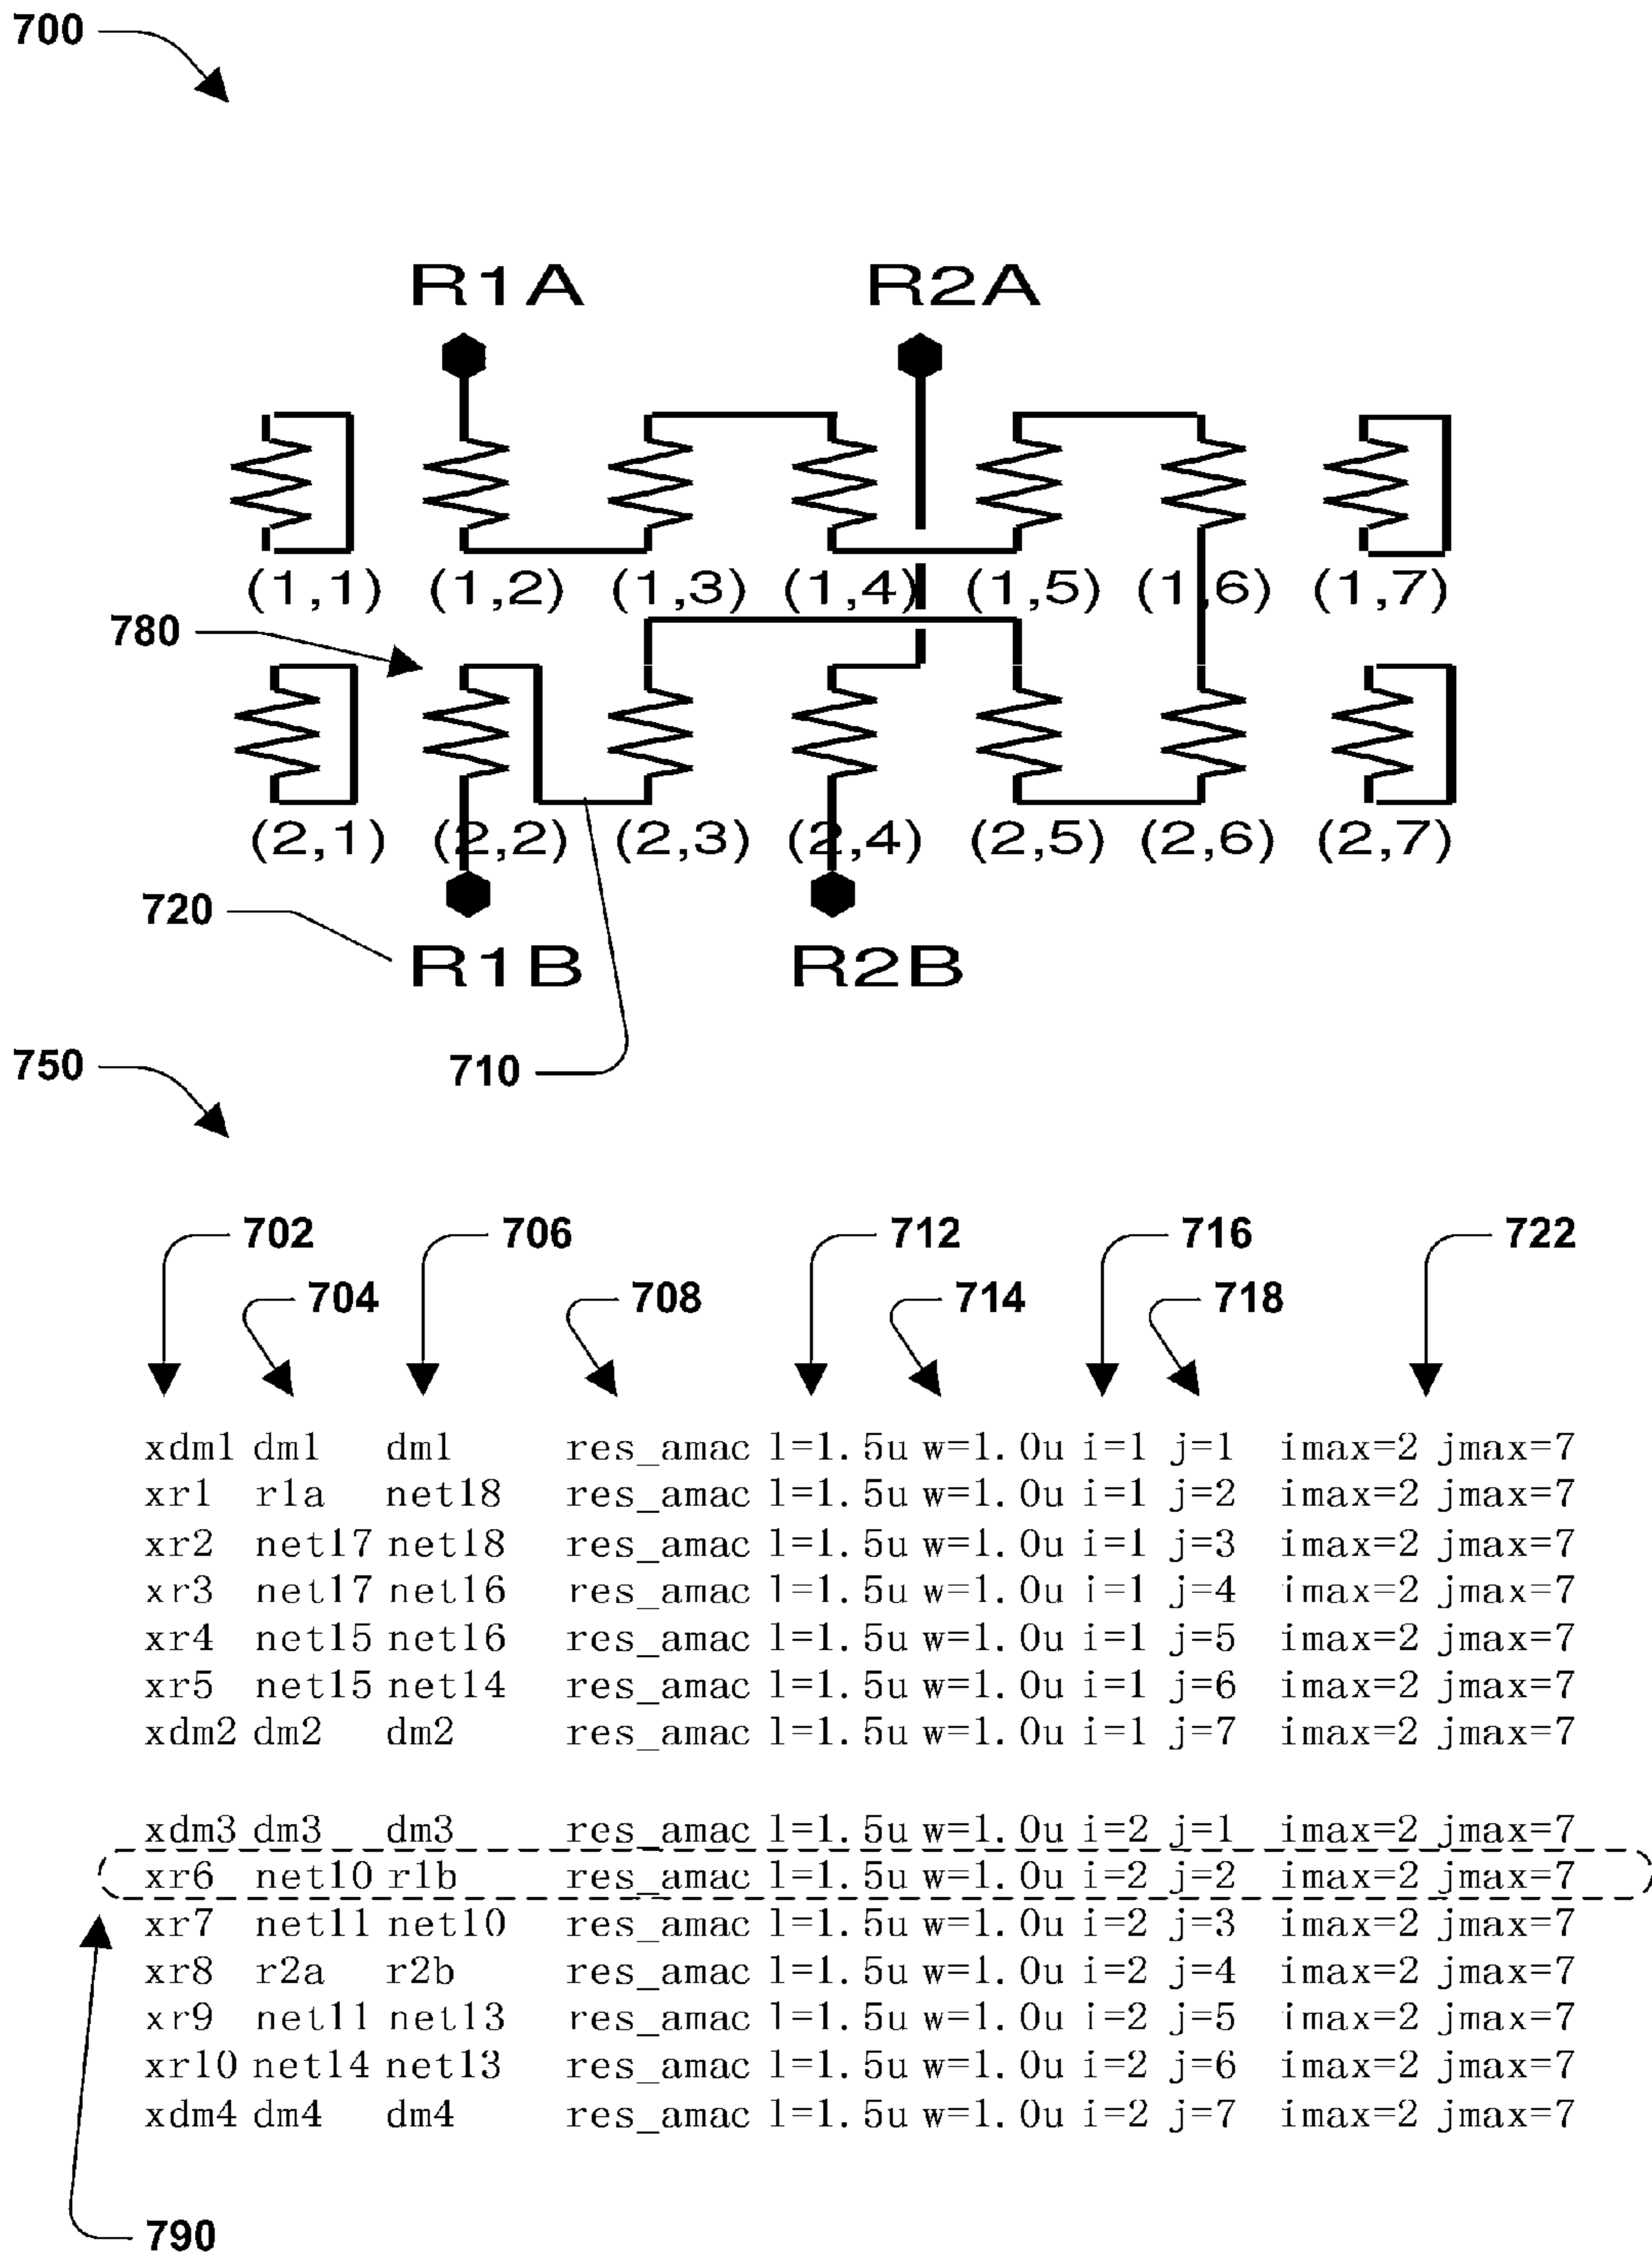 700
R1A R2A
(1,1) (1,2) (1,3) (1,4) (1,5) (1,6) (1,7)
780
(2,1) (2,2) (2,3) (2,4) (2,5) (2,6) (2,7)
720
R1B R2B
750
710
702 706 712 716 722
704 708 714 718
xdm1 dm1 dm1 res_amac l=1.5u w=1.0u i=1 j=1 imax=2 jmax=7
xr1 r1a net18 res_amac l=1.5u w=1.0u i=1 j=2 imax=2 jmax=7
xr2 net17 net18 res_amac l=1.5u w=1.0u i=1 j=3 imax=2 jmax=7
xr3 net17 net16 res_amac l=1.5u w=1.0u i=1 j=4 imax=2 jmax=7
xr4 net15 net16 res_amac l=1.5u w=1.0u i=1 j=5 imax=2 jmax=7
xr5 net15 net14 res_amac l=1.5u w=1.0u i=1 j=6 imax=2 jmax=7
xdm2 dm2 dm2 res_amac l=1.5u w=1.0u i=1 j=7 imax=2 jmax=7
xdm3 dm3 dm3 res_amac l=1.5u w=1.0u i=2 j=1 imax=2 jmax=7
xr6 net10 r1b res_amac l=1.5u w=1.0u i=2 j=2 imax=2 jmax=7
xr7 net11 net10 res_amac l=1.5u w=1.0u i=2 j=3 imax=2 jmax=7
xr8 r2a r2b res_amac l=1.5u w=1.0u i=2 j=4 imax=2 jmax=7
xr9 net11 net13 res_amac l=1.5u w=1.0u i=2 j=5 imax=2 jmax=7
xr10 net14 net13 res_amac l=1.5u w=1.0u i=2 j=6 imax=2 jmax=7
xdm4 dm4 dm4 res_amac l=1.5u w=1.0u i=2 j=7 imax=2 jmax=7
790